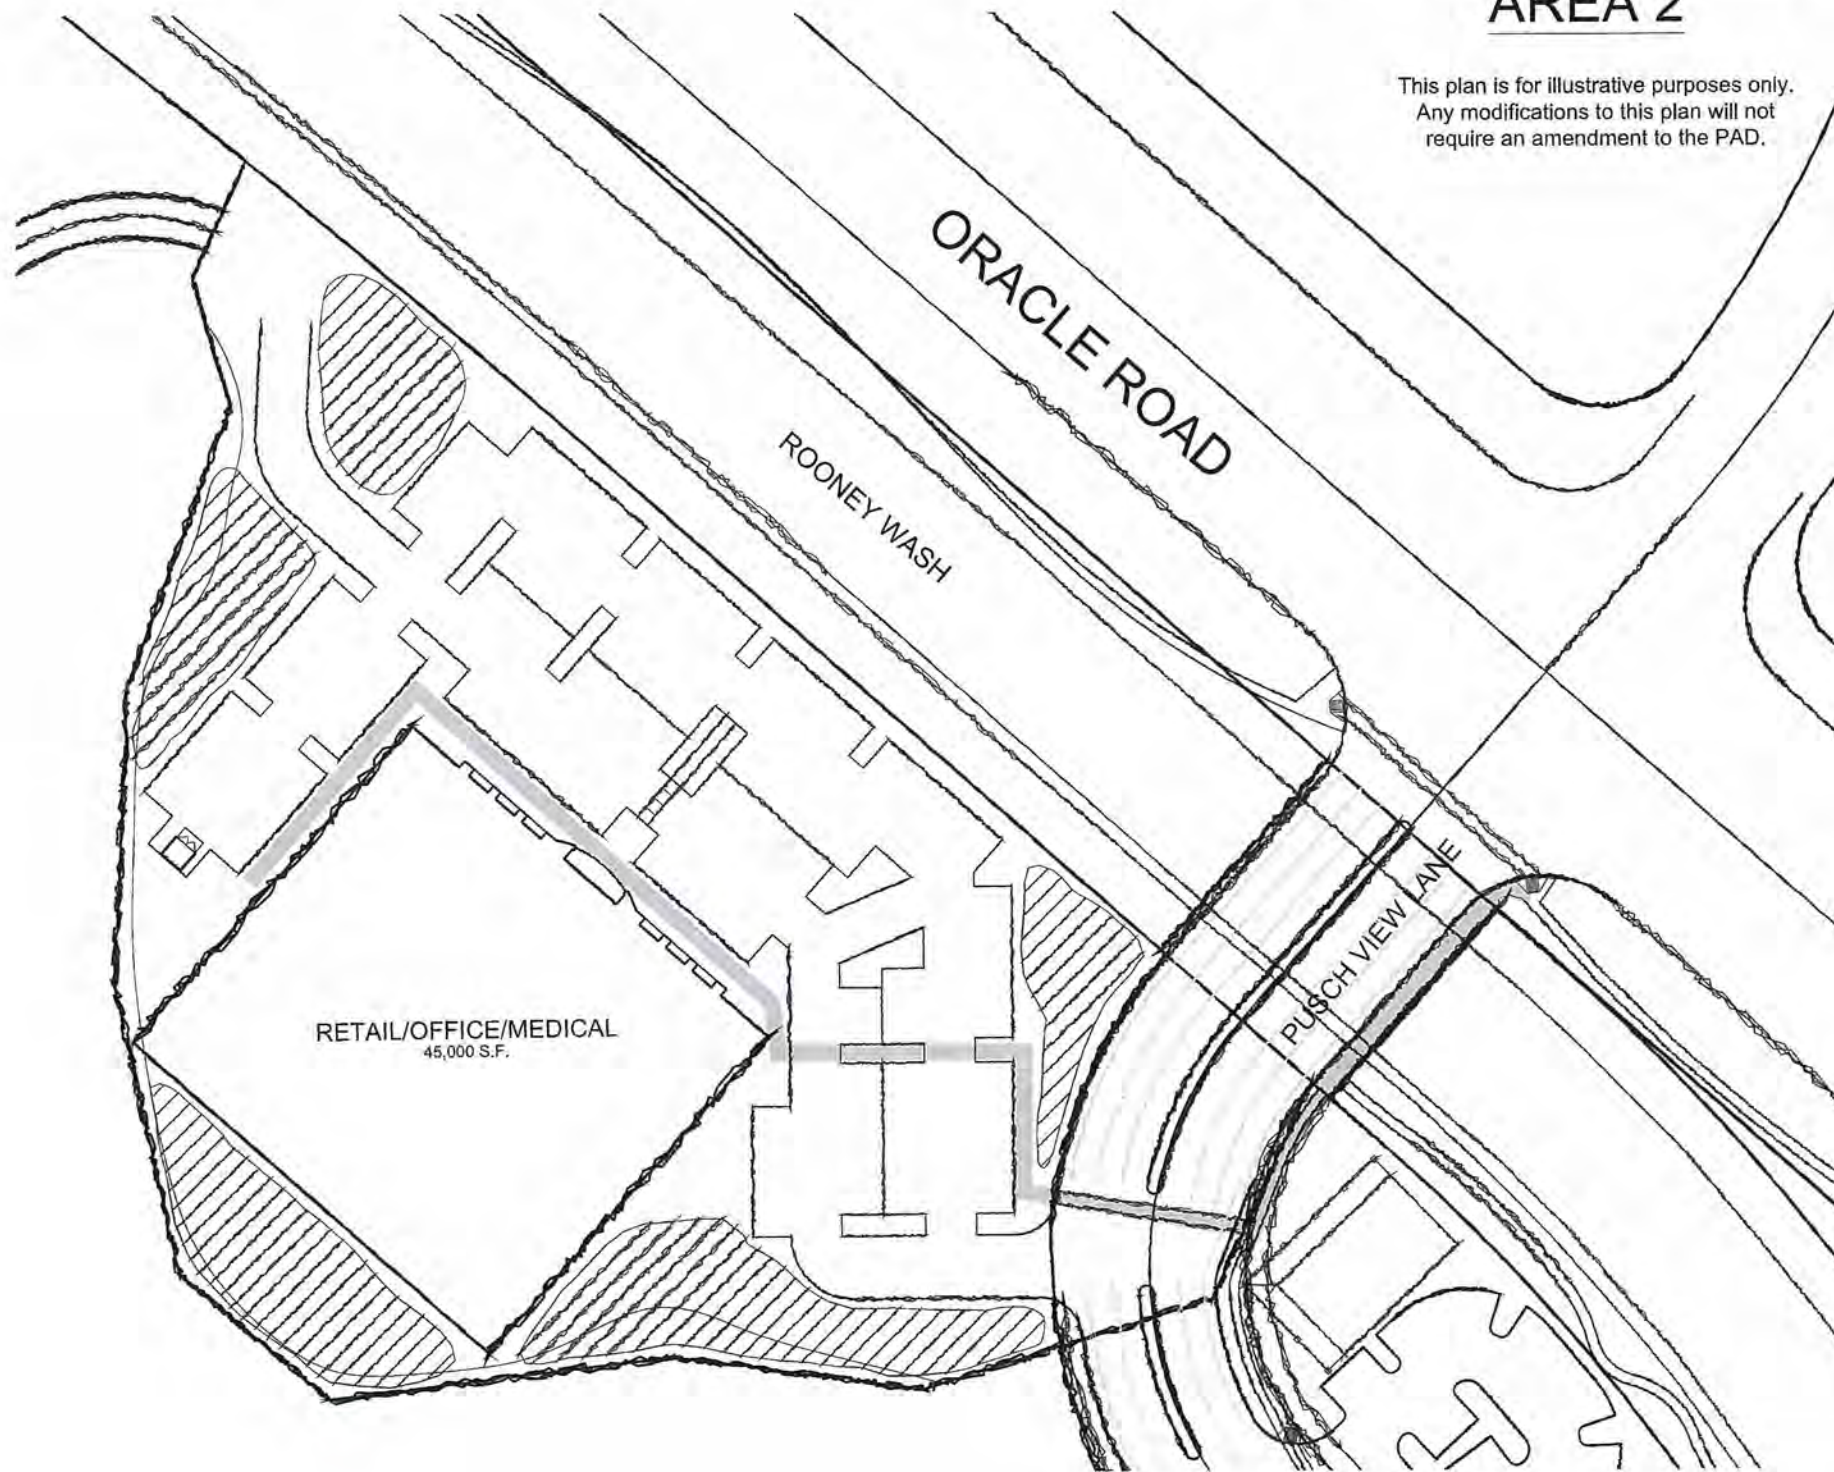 AREA 2
This plan is for illustrative purposes only.
Any modifications to this plan will not
require an amendment to the PAD.
ORACLE ROAD
ROONEY WASH
PUSCH VIEW LANE
RETAIL/OFFICE/MEDICAL
45,000 S.F.